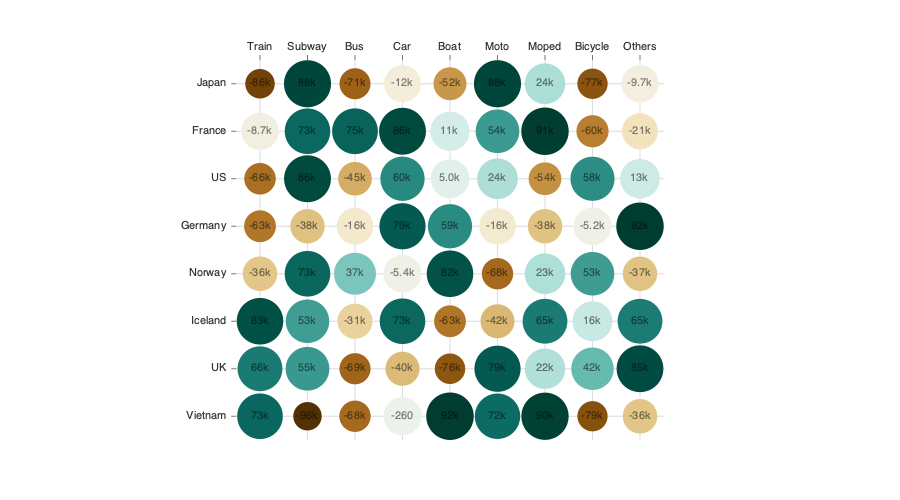 Train Subway Bus Car Boat Moto Moped Bicycle Others
Japan -86k 88k -71k -12k -52k 88k 24k -77k -9.7k
France -8.7k 73k 75k 86k 11k 54k 91k -60k -21k
US -66k 86k -45k 60k 5.0k 24k -54k 58k 13k
Germany -63k -38k -16k 79k 59k -16k -38k -5.2k 92k
Norway -36k 73k 37k -5.4k 82k -68k 23k 53k -37k
Iceland 83k 53k -31k 73k -63k -42k 65k 16k 65k
UK 66k 55k -69k -40k -76k 79k 22k 42k 85k
Vietnam 73k -96k -68k -260 92k 72k 90k -79k -36k